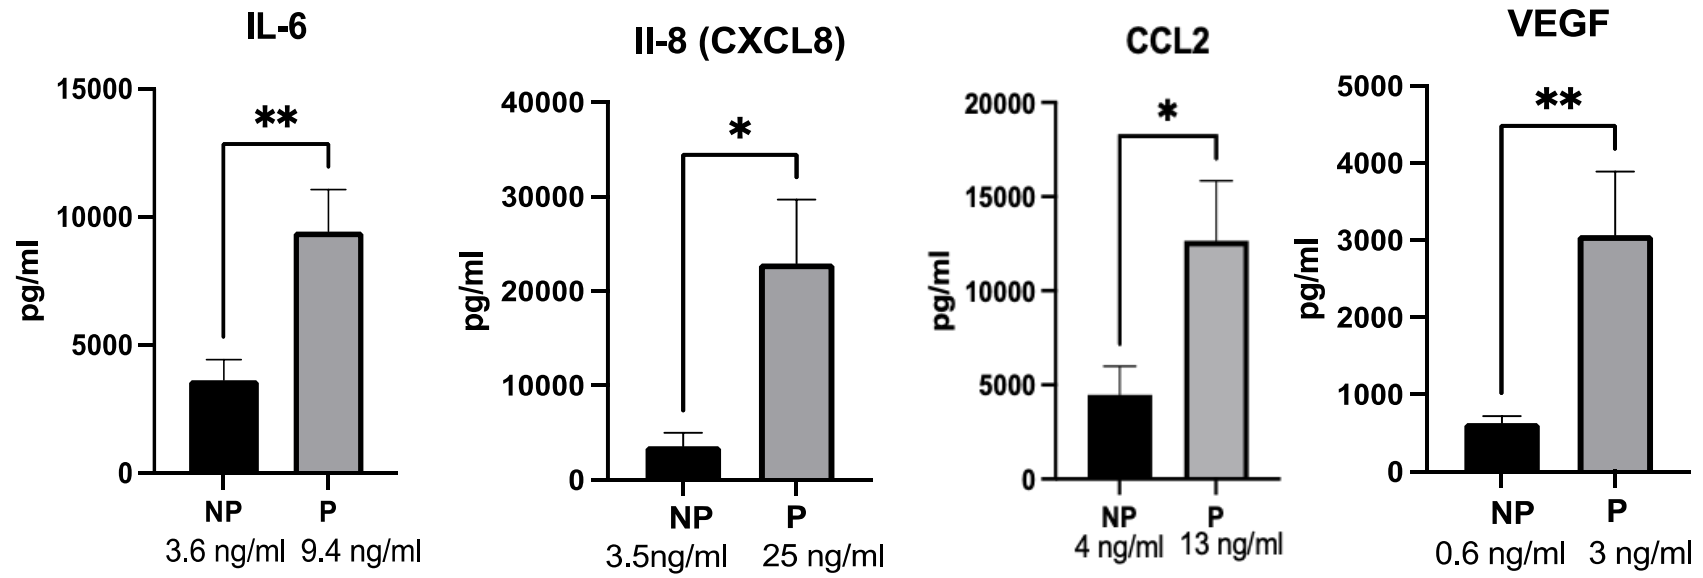 IL-6
15000
10000
5000
0
pg/ml
**
NP
P
3.6 ng/ml
9.4 ng/ml
Il-8 (CXCL8)
40000
30000
20000
10000
0
pg/ml
*
NP
P
3.5ng/ml
25 ng/ml
CCL2
20000
15000
10000
5000
0
pg/ml
*
NP
P
4 ng/ml
13 ng/ml
VEGF
5000
4000
3000
2000
1000
0
pg/ml
**
NP
P
0.6 ng/ml
3 ng/ml